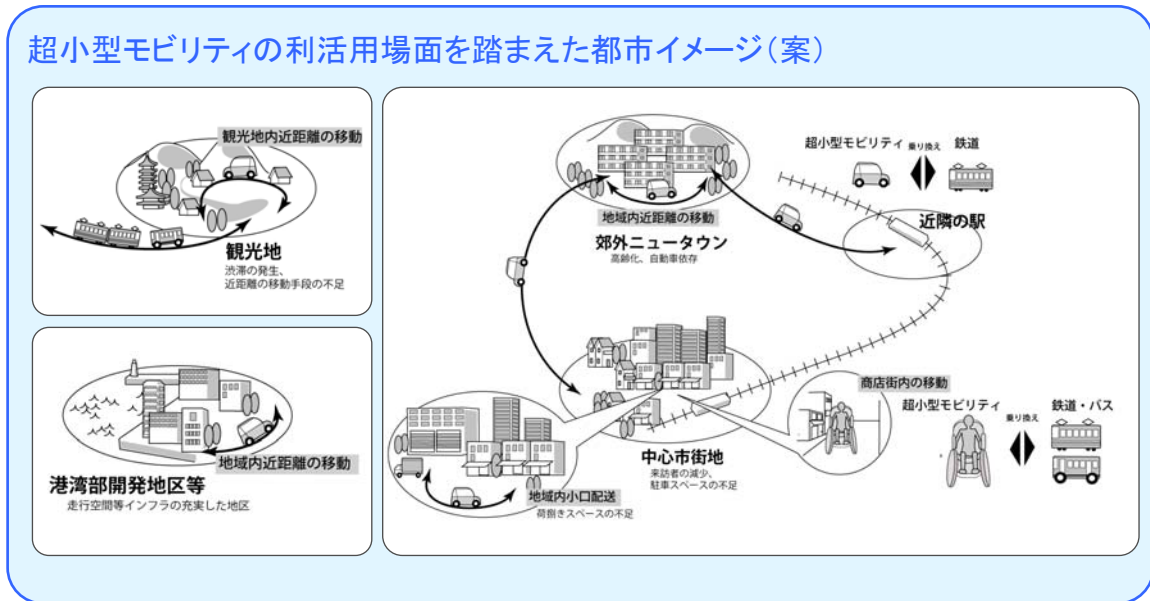 超小型モビリティの利活用場面を踏まえた都市イメージ(案)
観光地内近距離の移動
観光地
渋滞の発生、
近距離の移動手段の不足
地域内近距離の移動
港湾部開発地区等
走行空間等インフラの充実した地区
超小型モビリティ
乗り換え
鉄道
近隣の駅
地域内近距離の移動
郊外ニュータウン
高齢化、自動車依存
商店街内の移動
超小型モビリティ
乗り換え
鉄道・バス
中心市街地
来訪者の減少、
駐車スペースの不足
地域内小口配送
荷捌きスペースの不足